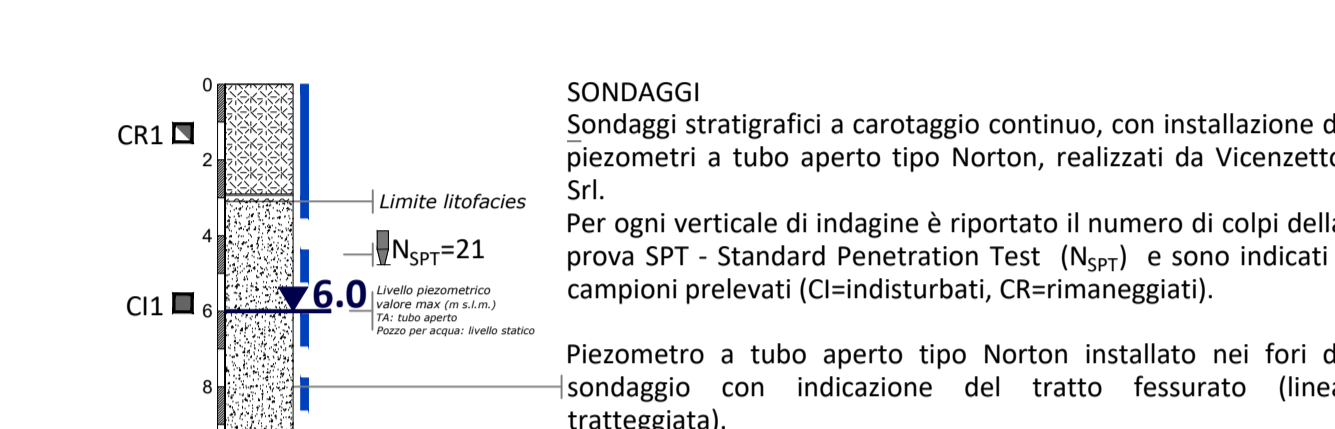 0
CR1
2
Limite litofacies
4
NSPT=21
CI1
6
6.0
Livello piezometrico
valore max (m s.l.m.)
TA: tubo aperto
Pozzo per acqua: livello statico
8
SONDAGGI
Sondaggi stratigrafici a carotaggio continuo, con installazione d
piezometri a tubo aperto tipo Norton, realizzati da Vicenzetto
Srl.
Per ogni verticale di indagine è riportato il numero di colpi della
prova SPT - Standard Penetration Test (NSPT) e sono indicati
campioni prelevati (CI=indisturbati, CR=rimaneggiati).
Piezometro a tubo aperto tipo Norton installato nei fori d
sondaggio con indicazione del tratto fessurato (linea
tratteggiata).